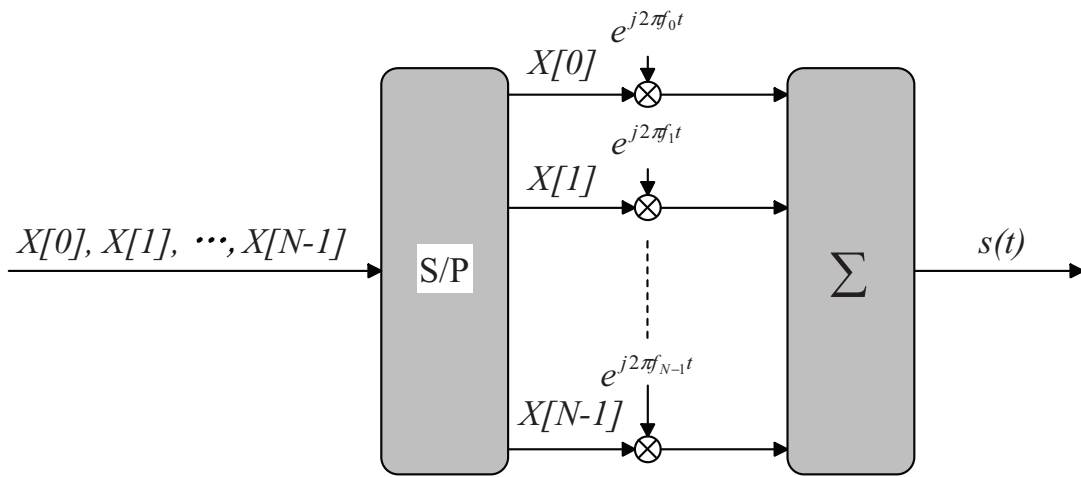 e^{j2πf_0t}
X[0]
e^{j2πf_1t}
X[1]
X[0], X[1], ···, X[N-1]
S/P
∑
s(t)
e^{j2πf_{N-1}t}
X[N-1]